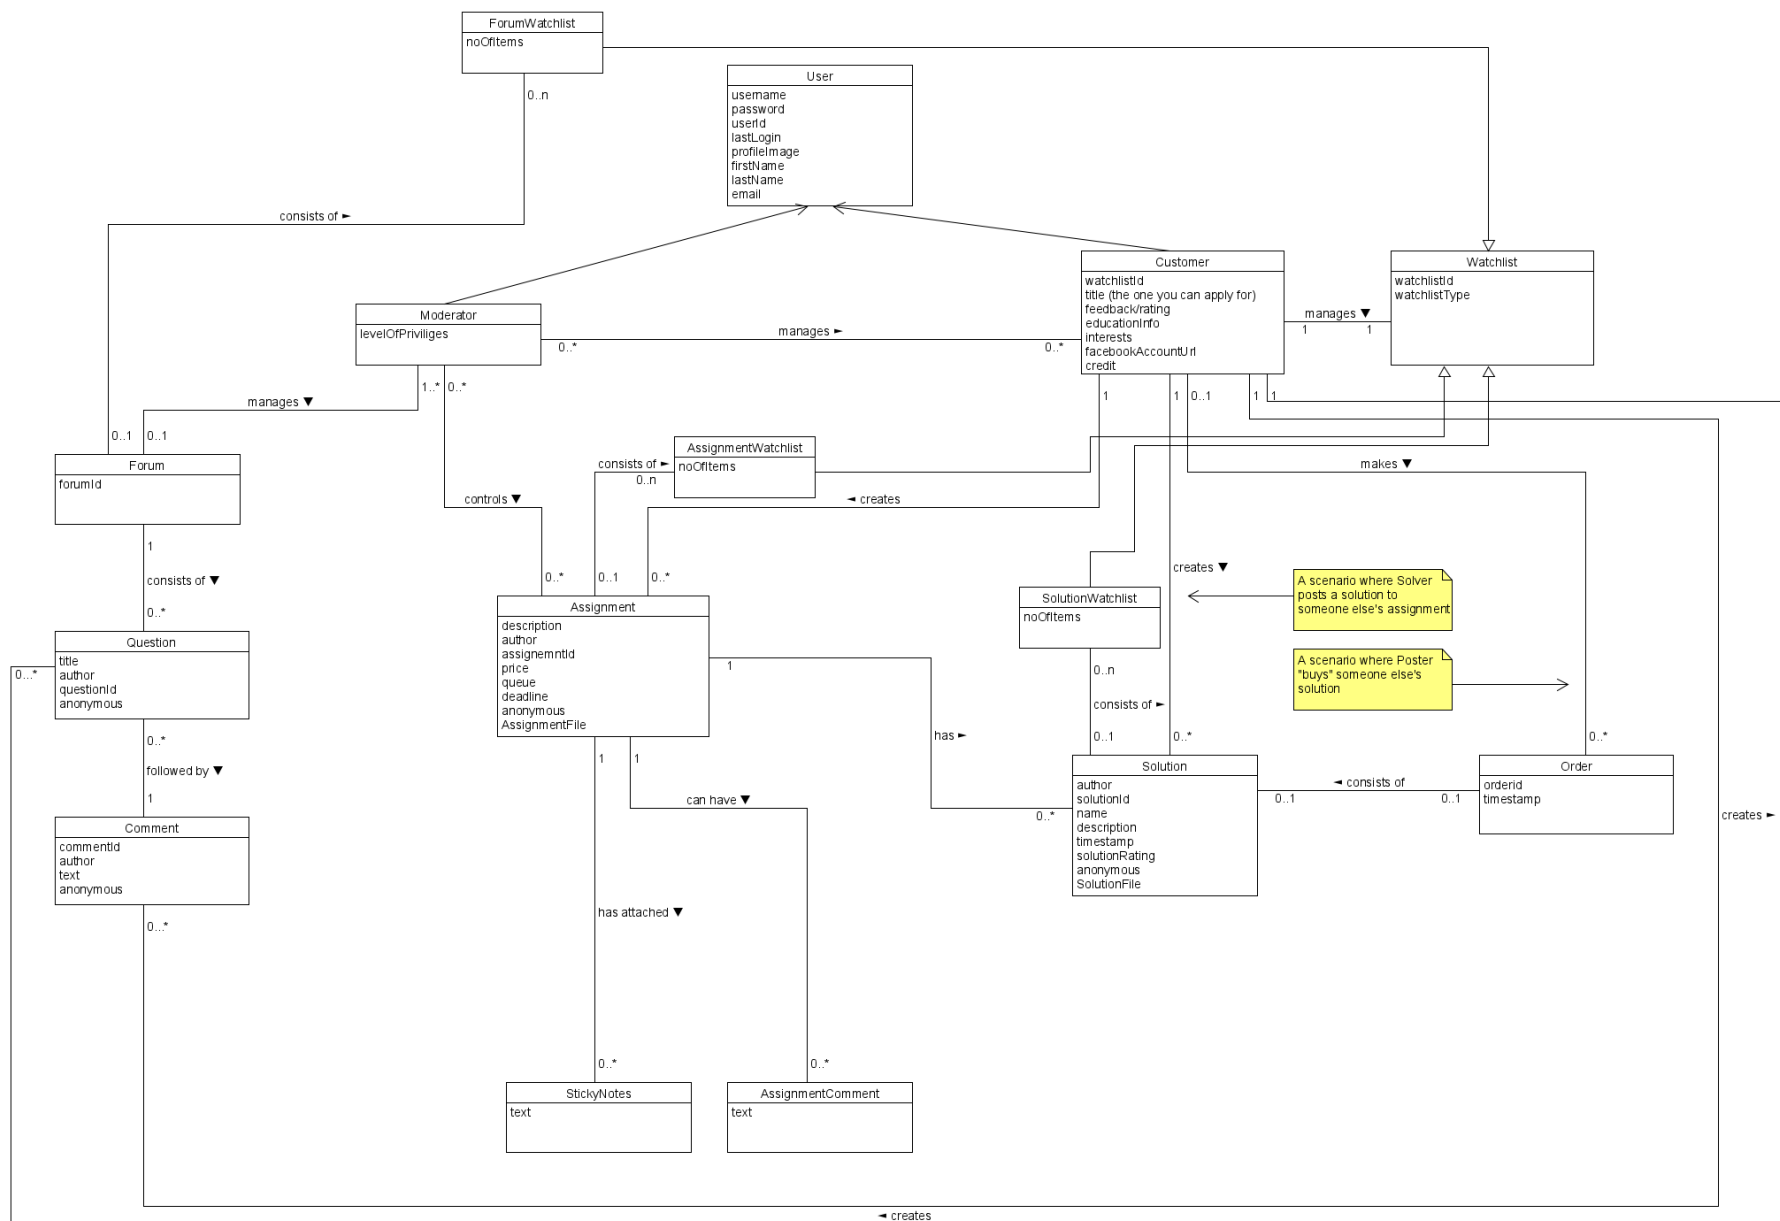 ForumWatchlist
noOfItems
0..n
User
username
password
userId
lastLogin
profileImage
firstName
lastName
email
consists of ►
Customer
watchlistId
title (the one you can apply for)
feedback/rating
educationInfo
interests
facebookAccountUrl
credit
Watchlist
watchlistId
watchlistType
manages ▼
1
1
Moderator
levelOfPriviliges
manages ►
0..*
0..*
1..*
0..*
1
1
0..1
1
1
manages ▼
0..1
0..1
Forum
forumId
AssignmentWatchlist
noOfItems
consists of ►
0..n
makes ▼
controls ▼
◄ creates
1
consists of ▼
0..*
0..*
0..1
0..*
creates ▼
SolutionWatchlist
noOfItems
A scenario where Solver
posts a solution to
someone else's assignment
Assignment
description
author
assignemntId
price
queue
deadline
anonymous
AssignmentFile
Question
title
author
questionId
anonymous
0...*
1
0..n
A scenario where Poster
"buys" someone else's
solution
consists of ►
0..1
0..*
0..*
has ►
0..*
followed by ▼
1
1
1
Solution
author
solutionId
name
description
timestamp
solutionRating
anonymous
SolutionFile
◄ consists of
0..1
0..1
Order
orderid
timestamp
can have ▼
0..*
creates ►
Comment
commentId
author
text
anonymous
0...*
has attached ▼
0..*
0..*
StickyNotes
text
AssignmentComment
text
◄ creates